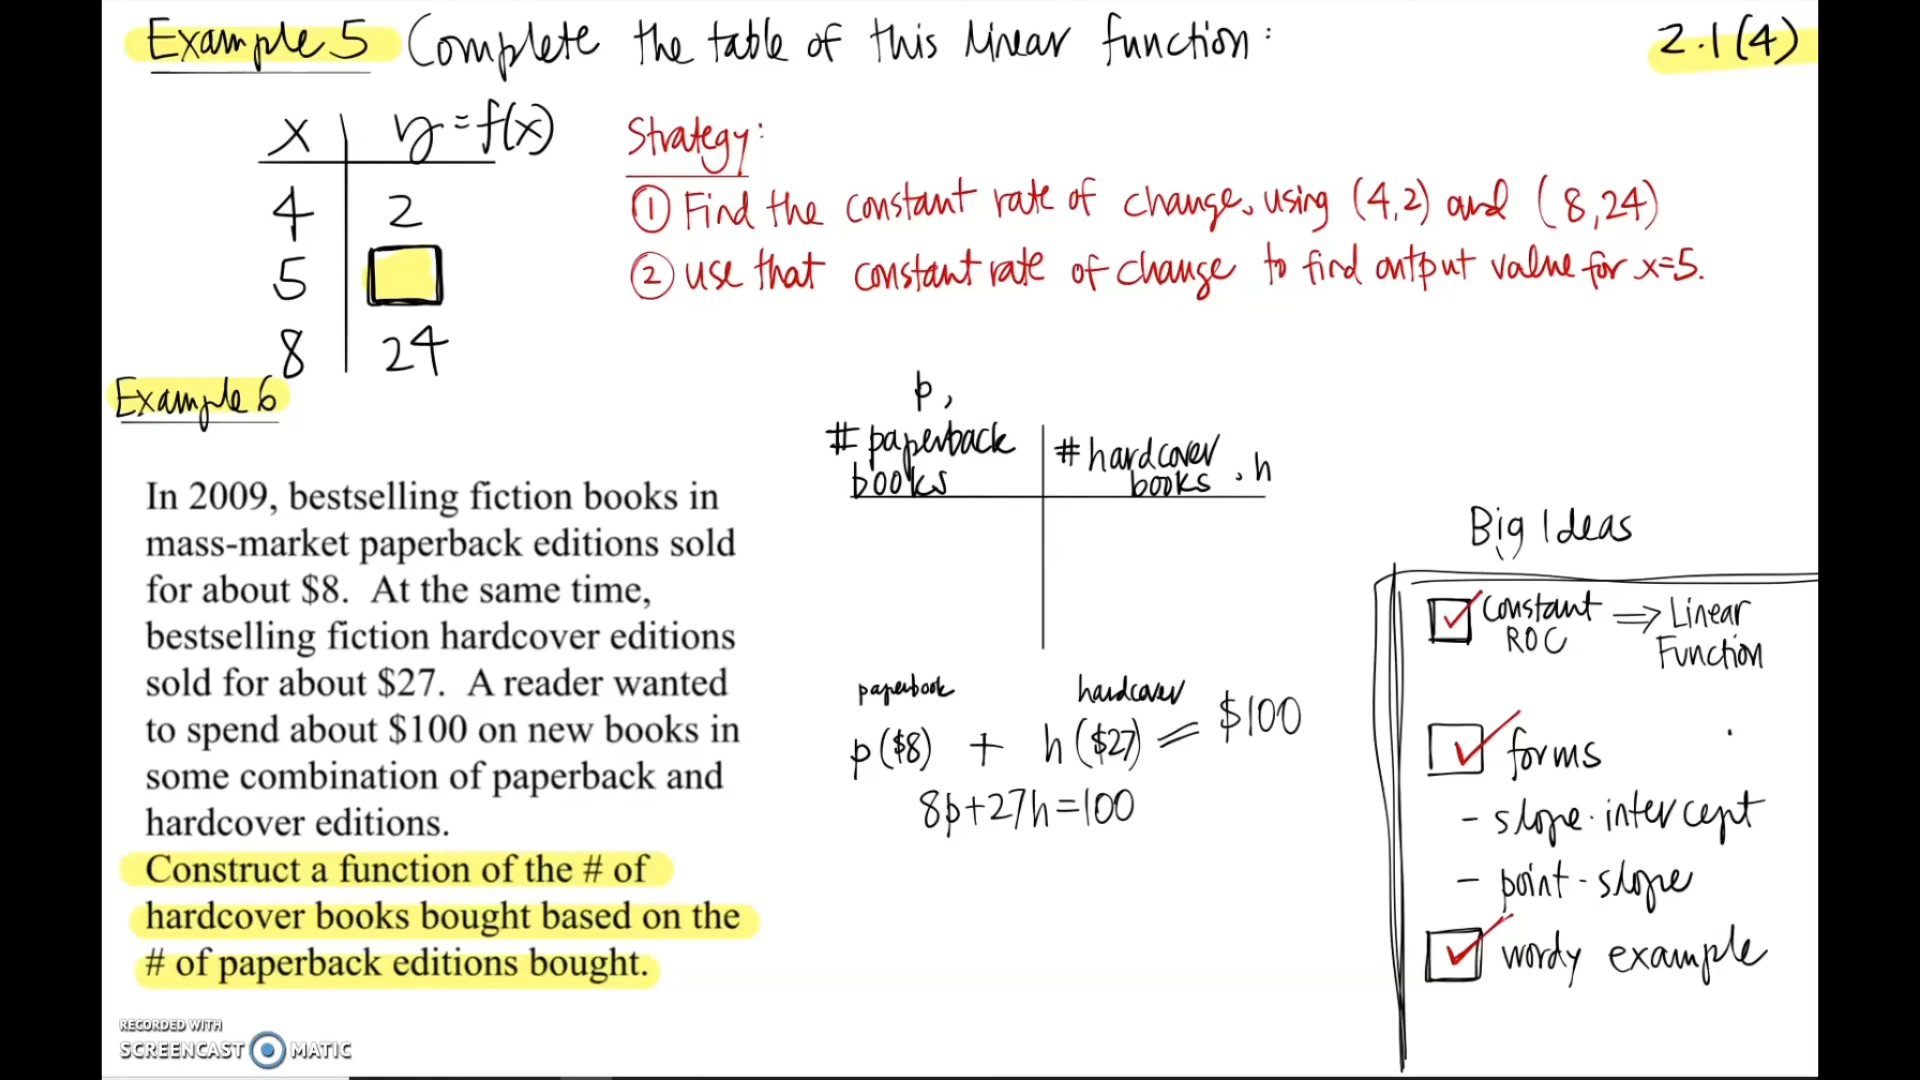 Example 5 Complete the table of this linear function:
2.1(4)
x y=f(x)
4 2
5
8 24
Strategy:
① Find the constant rate of change, using (4,2) and (8,24)
② use that constant rate of change to find output value for x=5.
Example 6
In 2009, bestselling fiction books in
mass-market paperback editions sold
for about $8. At the same time,
bestselling fiction hardcover editions
sold for about $27. A reader wanted
to spend about $100 on new books in
some combination of paperback and
hardcover editions.
Construct a function of the # of
hardcover books bought based on the
# of paperback editions bought.
p,
# paperback
books
# hardcover
books, h
paperbook hardcover
p($8) + h($27) = $100
8p+27h=100
Big Ideas
Constant ⇒ Linear
ROC Function
forms
- slope-intercept
- point-slope
wordy example
RECORDED WITH
SCREENCAST MATIC